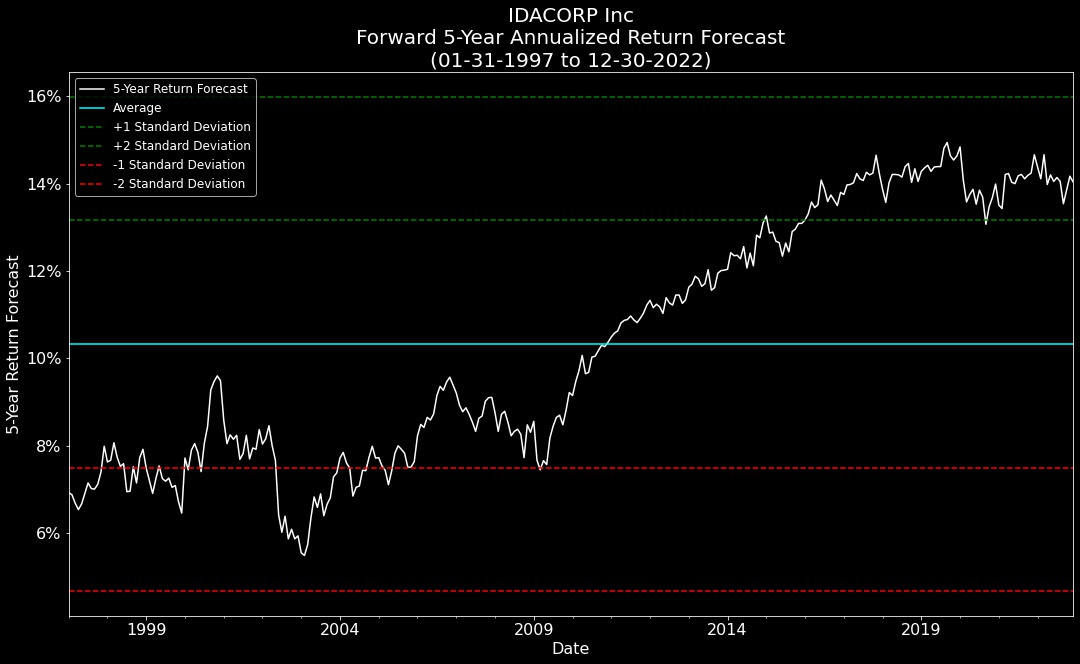 IDACORP Inc
Forward 5-Year Annualized Return Forecast
(01-31-1997 to 12-30-2022)
5-Year Return Forecast
Average
+1 Standard Deviation
+2 Standard Deviation
-1 Standard Deviation
-2 Standard Deviation
16%
14%
12%
10%
8%
6%
5-Year Return Forecast
1999 2004 2009 2014 2019
Date